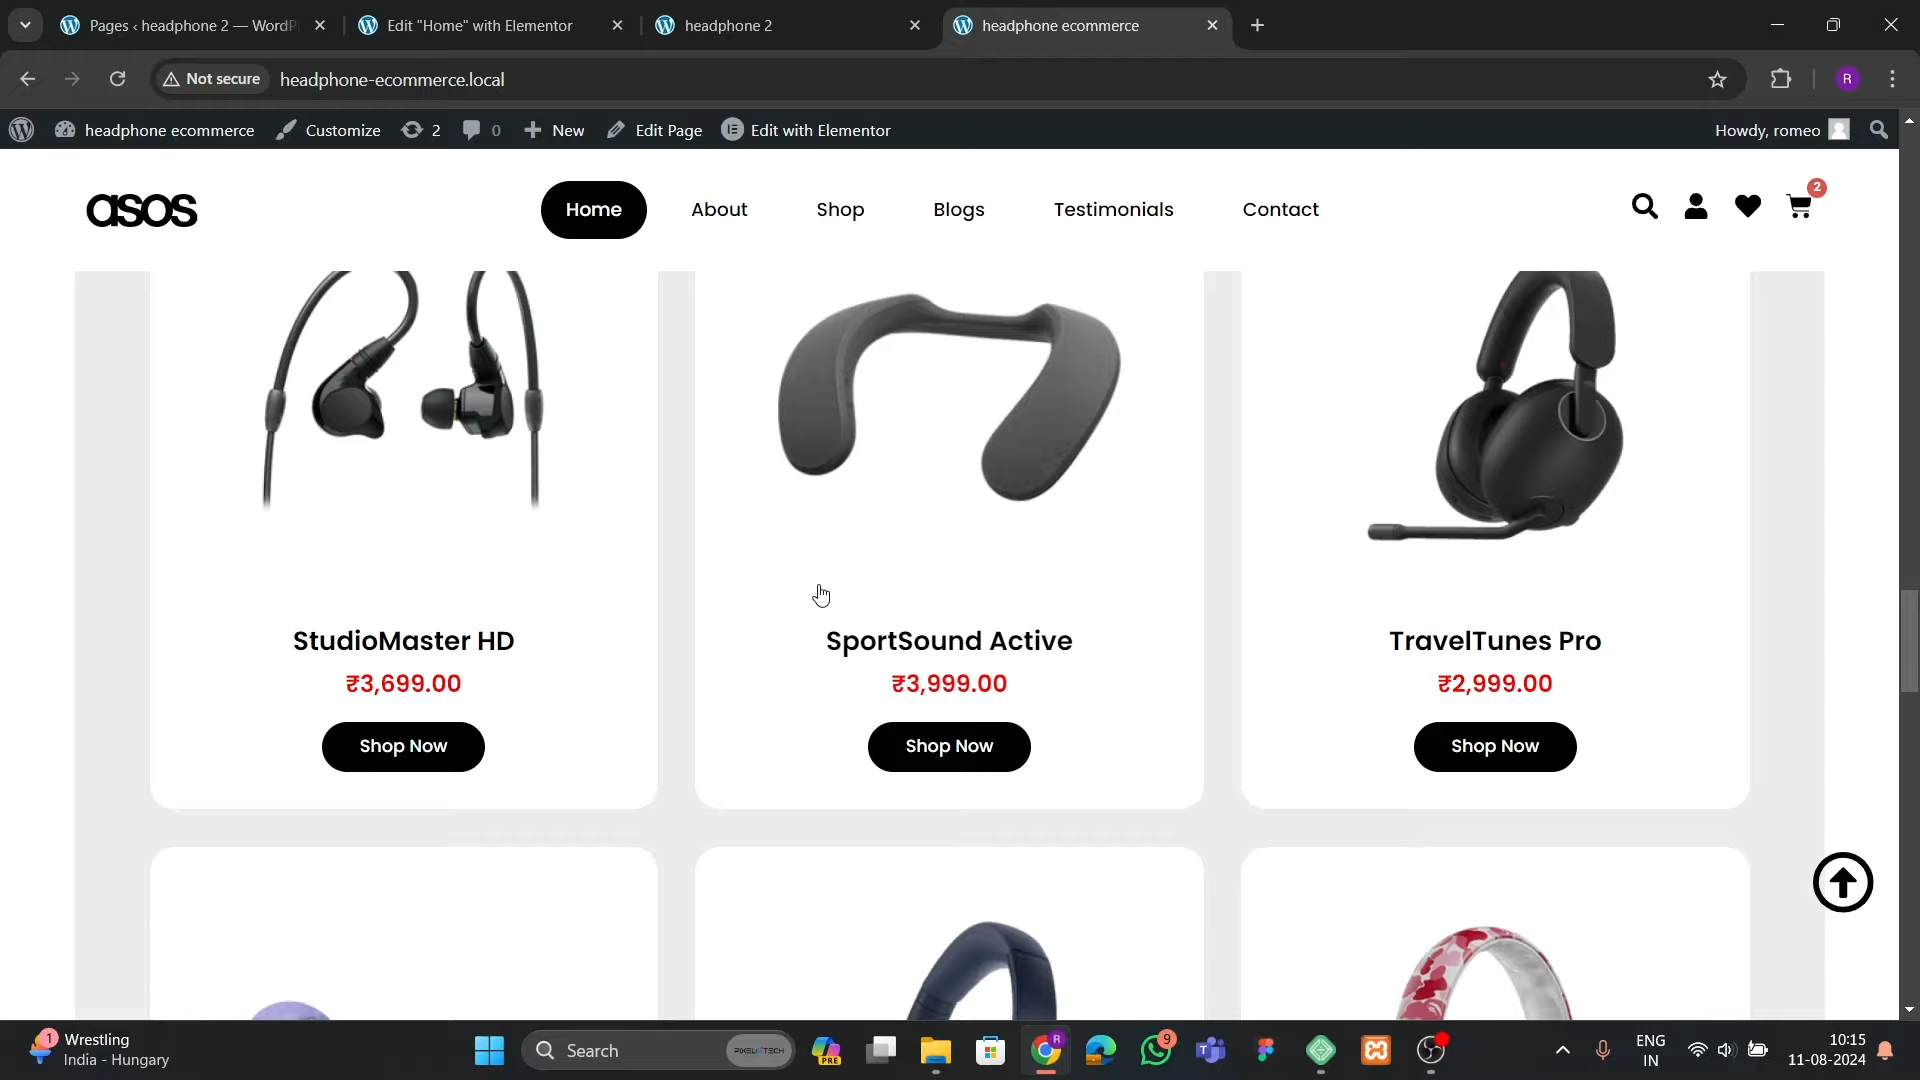 Pages ‹ headphone 2 — WordP
Edit "Home" with Elementor
headphone 2
headphone ecommerce
Not secure
headphone-ecommerce.local
R
headphone ecommerce
Customize
2
0
New
Edit Page
Edit with Elementor
Howdy, romeo
asos
Home
About
Shop
Blogs
Testimonials
Contact
2
StudioMaster HD
SportSound Active
TravelTunes Pro
₹3,699.00
₹3,999.00
₹2,999.00
Shop Now
Shop Now
Shop Now
1
Wrestling
India - Hungary
Search
PRE
R
9
ENG
IN
10:15
11-08-2024